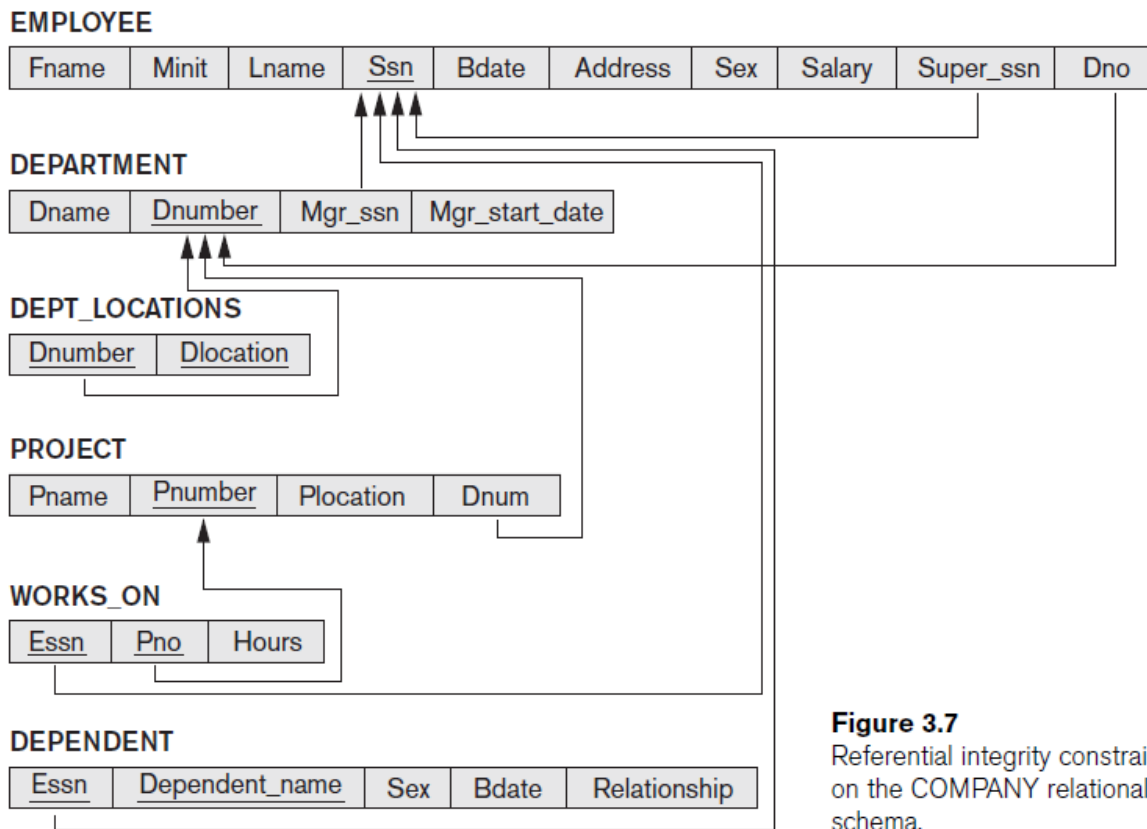 EMPLOYEE
Fname Minit Lname Ssn Bdate Address Sex Salary Super_ssn Dno
DEPARTMENT
Dname Dnumber Mgr_ssn Mgr_start_date
DEPT_LOCATIONS
Dnumber Dlocation
PROJECT
Pname Pnumber Plocation Dnum
WORKS_ON
Essn Pno Hours
DEPENDENT
Essn Dependent_name Sex Bdate Relationship
Figure 3.7
Referential integrity constrai
on the COMPANY relational
schema.